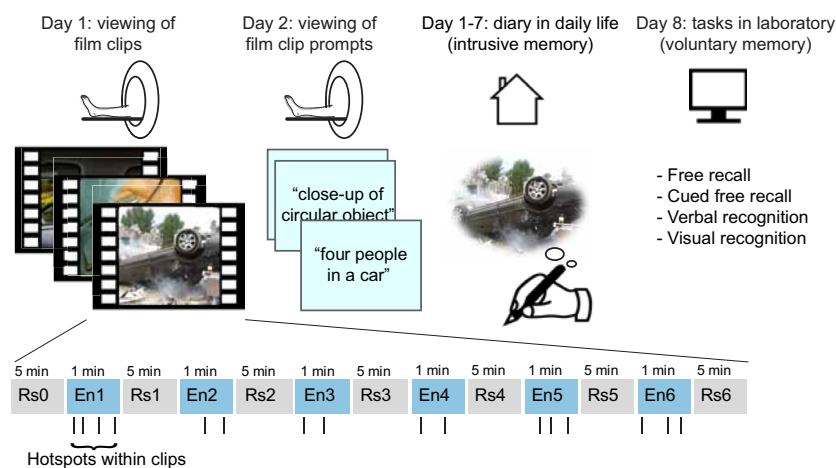 Day 1: viewing of
film clips
Day 2: viewing of
film clip prompts
Day 1-7: diary in daily life
(intrusive memory)
Day 8: tasks in laboratory
(voluntary memory)
"close-up of
circular object"
"four people
in a car"
- Free recall
- Cued free recall
- Verbal recognition
- Visual recognition
5 min 1 min 5 min 1 min 5 min 1 min 5 min 1 min 5 min 1 min 5 min 1 min 5 min
Rs0 En1 Rs1 En2 Rs2 En3 Rs3 En4 Rs4 En5 Rs5 En6 Rs6
Hotspots within clips